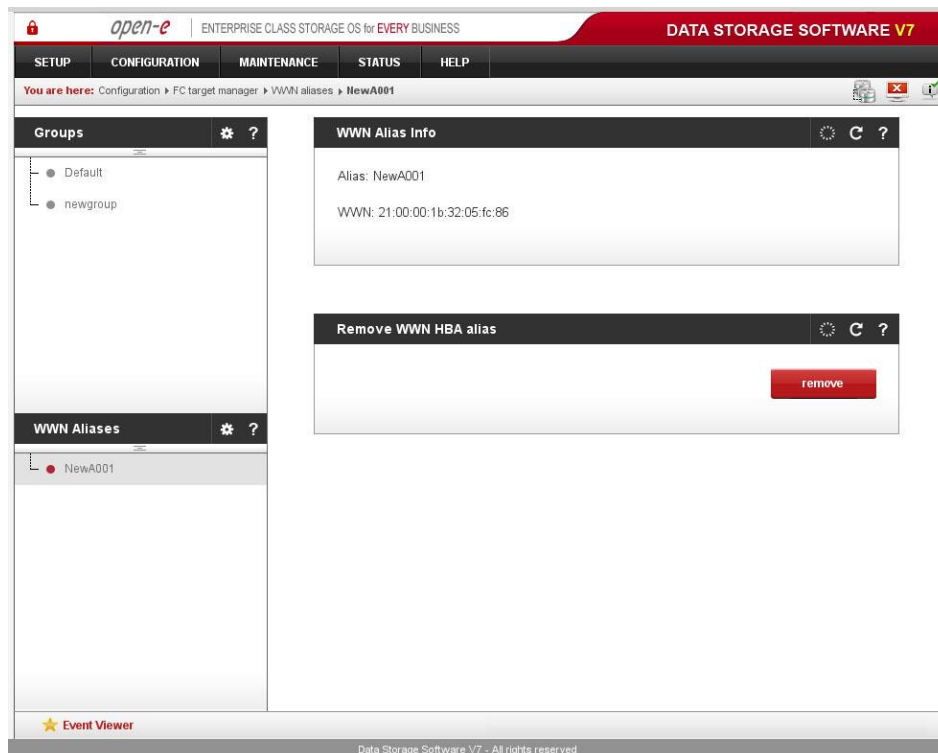 open-e ENTERPRISE CLASS STORAGE OS for EVERY BUSINESS DATA STORAGE SOFTWARE V7
SETUP CONFIGURATION MAINTENANCE STATUS HELP
You are here: Configuration FC target manager WWN aliases NewA001
Groups ?
Default
newgroup
WWN Alias Info ?
Alias: NewA001
WWN: 21:00:00:1b:32:05:fc:86
Remove WWN HBA alias ?
remove
WWN Aliases ?
NewA001
Event Viewer
Data Storage Software V7 - All rights reserved